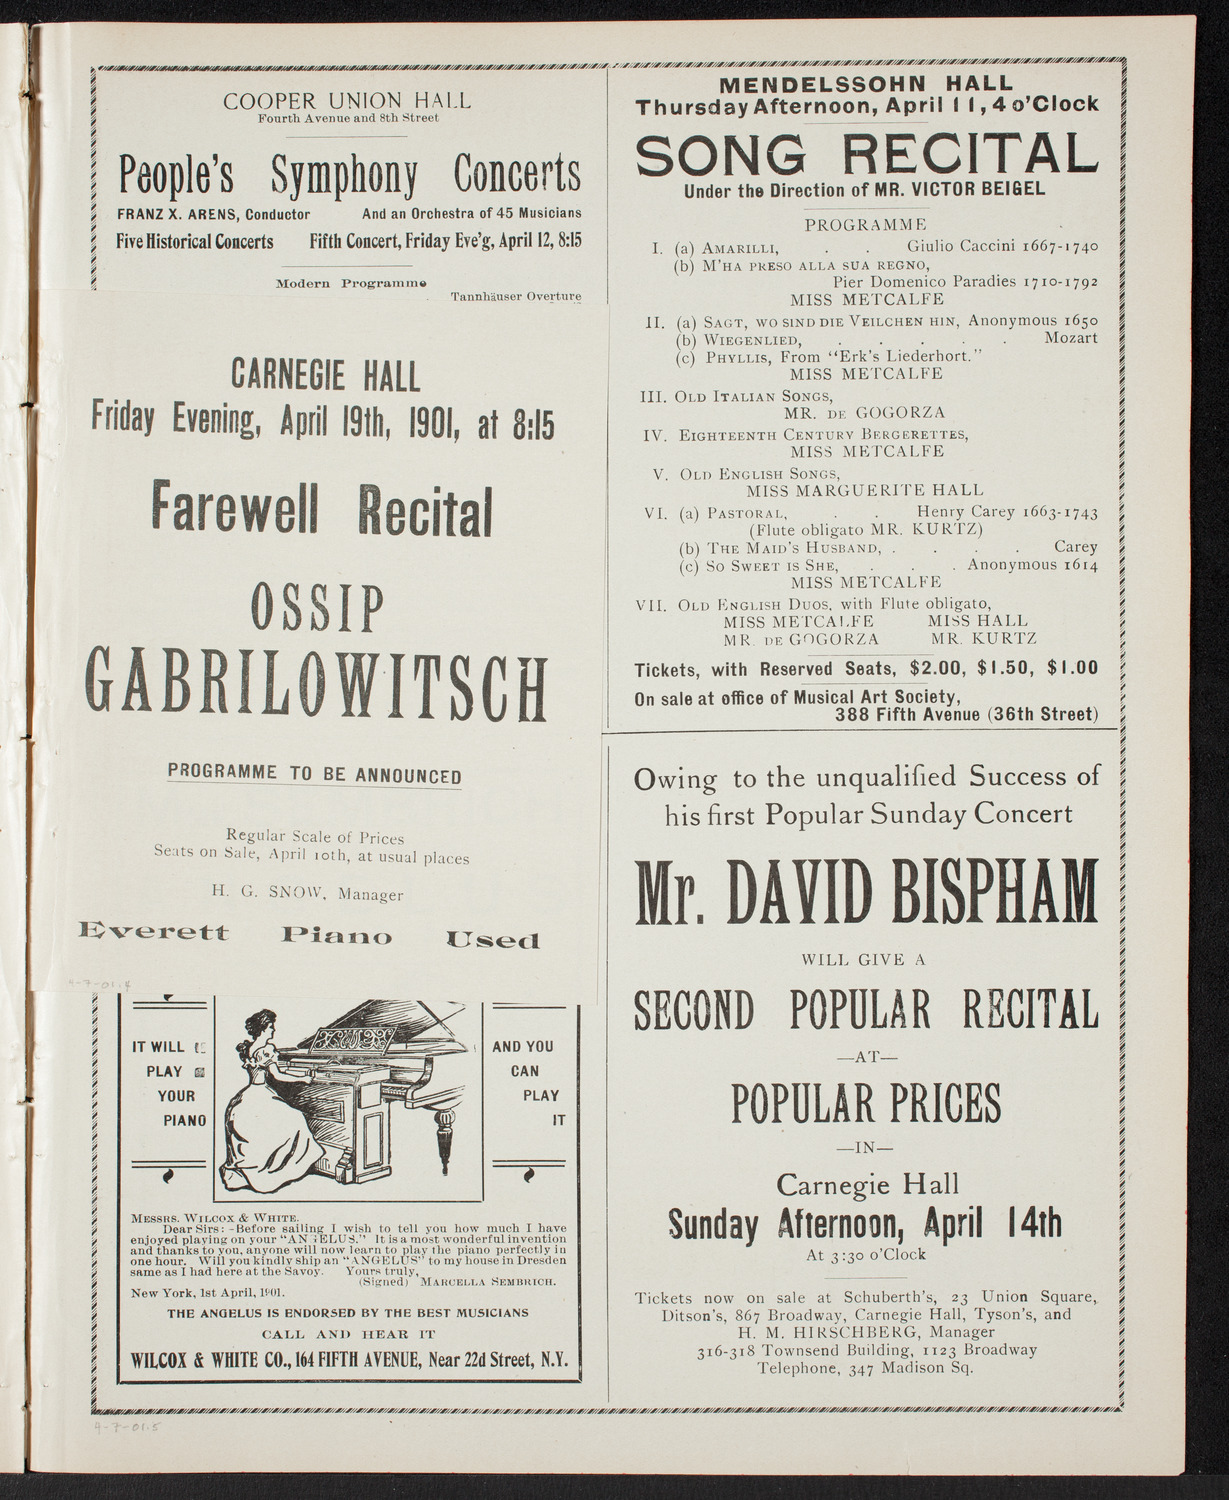 COOPER UNION HALL
Fourth Avenue and 8th Street
People's Symphony Concerts
FRANZ X. ARENS, Conductor And an Orchestra of 45 Musicians
Five Historical Concerts Fifth Concert, Friday Eve'g, April 12, 8:15
Modern Programme
Tannhäuser Overture
CARNEGIE HALL
Friday Evening, April 19th, 1901, at 8:15
Farewell Recital
OSSIP
GABRILOWITSCH
PROGRAMME TO BE ANNOUNCED
Regular Scale of Prices
Seats on Sale, April 10th, at usual places
H. G. SNOW, Manager
Everett Piano Used
4-7-01.4
IT WILL
PLAY
YOUR
PIANO
AND YOU
CAN
PLAY
IT
MESSRS. WILCOX & WHITE.
Dear Sirs:-Before sailing I wish to tell you how much I have
enjoyed playing on your "ANGELUS." It is a most wonderful invention
and thanks to you, anyone will now learn to play the piano perfectly in
one hour. Will you kindly ship an "ANGELUS" to my house in Dresden
same as I had here at the Savoy. Yours truly,
(Signed) MARCELLA SEMBRICH.
New York, 1st April, 1901.
THE ANGELUS IS ENDORSED BY THE BEST MUSICIANS
CALL AND HEAR IT
WILCOX & WHITE CO., 164 FIFTH AVENUE, Near 22d Street, N.Y.
4-7-01.5
MENDELSSOHN HALL
Thursday Afternoon, April 11, 4 o'Clock
SONG RECITAL
Under the Direction of MR. VICTOR BEIGEL
PROGRAMME
I. (a) AMARILLI, . . Giulio Caccini 1667-1740
(b) M'HA PRESO ALLA SUA REGNO,
Pier Domenico Paradies 1710-1792
MISS METCALFE
II. (a) SAGT, WO SIND DIE VEILCHEN HIN, Anonymous 1650
(b) WIEGENLIED, . . . . . Mozart
(c) PHYLLIS, From "Erk's Liederhort."
MISS METCALFE
III. OLD ITALIAN SONGS,
MR. DE GOGORZA
IV. EIGHTEENTH CENTURY BERGERETTES,
MISS METCALFE
V. OLD ENGLISH SONGS,
MISS MARGUERITE HALL
VI. (a) PASTORAL, . . Henry Carey 1663-1743
(Flute obligato MR. KURTZ)
(b) THE MAID'S HUSBAND, . . . . Carey
(c) SO SWEET IS SHE, . . . Anonymous 1614
MISS METCALFE
VII. OLD ENGLISH DUOS, with Flute obligato,
MISS METCALFE MISS HALL
MR. DE GOGORZA MR. KURTZ
Tickets, with Reserved Seats, $2.00, $1.50, $1.00
On sale at office of Musical Art Society,
388 Fifth Avenue (36th Street)
Owing to the unqualified Success of
his first Popular Sunday Concert
Mr. DAVID BISPHAM
WILL GIVE A
SECOND POPULAR RECITAL
—AT—
POPULAR PRICES
—IN—
Carnegie Hall
Sunday Afternoon, April 14th
At 3:30 o'Clock
Tickets now on sale at Schuberth's, 23 Union Square,
Ditson's, 867 Broadway, Carnegie Hall, Tyson's, and
H. M. HIRSCHBERG, Manager
316-318 Townsend Building, 1123 Broadway
Telephone, 347 Madison Sq.